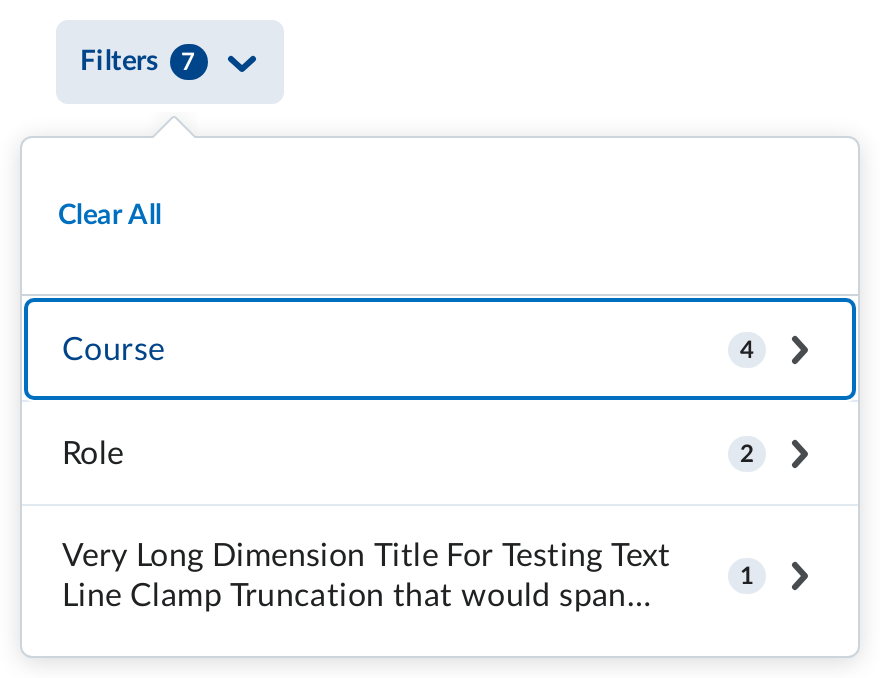 Filters 7
Clear All
Course 4
Role 2
Very Long Dimension Title For Testing Text
Line Clamp Truncation that would span... 1